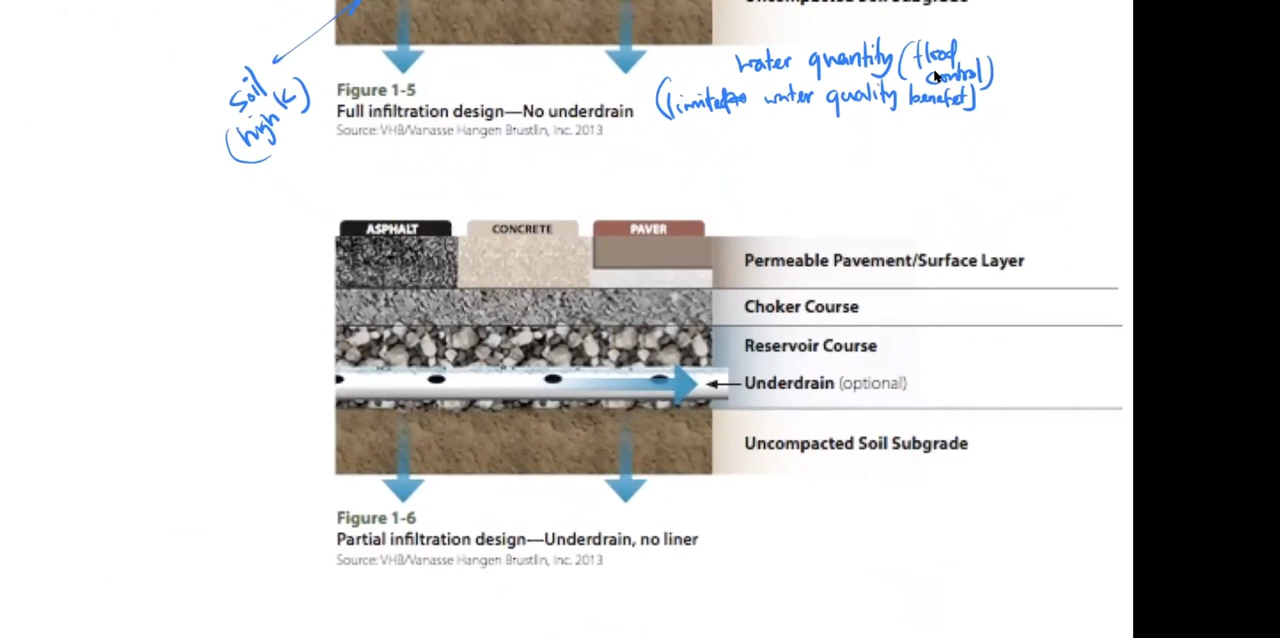 Uncompacted Soil Subgrade
water quantity (flood
control)
(limited water quality benefit)
soil
(high K)
Figure 1-5
Full infiltration design—No underdrain
Source: VHB/Vanasse Hangen Brustlin, Inc. 2013
ASPHALT CONCRETE PAVER
Permeable Pavement/Surface Layer
Choker Course
Reservoir Course
Underdrain (optional)
Uncompacted Soil Subgrade
Figure 1-6
Partial infiltration design—Underdrain, no liner
Source: VHB/Vanasse Hangen Brustlin, Inc. 2013